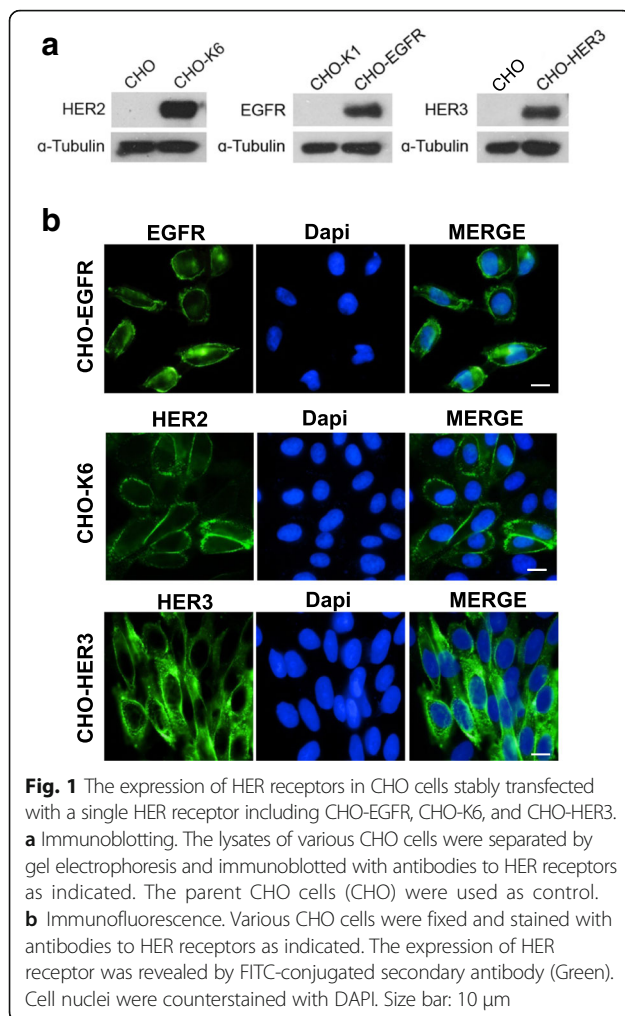 a
CHO CHO-K6
HER2
α-Tubulin
CHO-K1 CHO-EGFR
EGFR
α-Tubulin
CHO CHO-HER3
HER3
α-Tubulin
b
EGFR Dapi MERGE
CHO-EGFR
HER2 Dapi MERGE
CHO-K6
HER3 Dapi MERGE
CHO-HER3
Fig. 1 The expression of HER receptors in CHO cells stably transfected
with a single HER receptor including CHO-EGFR, CHO-K6, and CHO-HER3.
a Immunoblotting. The lysates of various CHO cells were separated by
gel electrophoresis and immunoblotted with antibodies to HER receptors
as indicated. The parent CHO cells (CHO) were used as control.
b Immunofluorescence. Various CHO cells were fixed and stained with
antibodies to HER receptors as indicated. The expression of HER
receptor was revealed by FITC-conjugated secondary antibody (Green).
Cell nuclei were counterstained with DAPI. Size bar: 10 μm